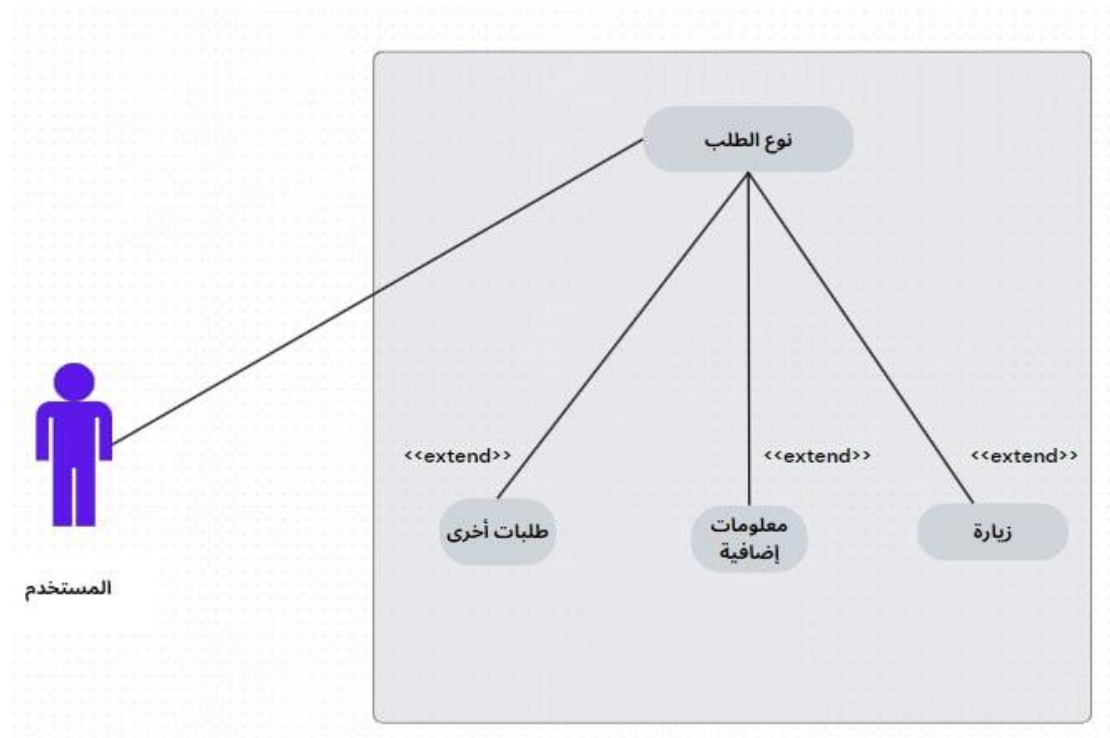 نوع الطلب
<<extend>>
<<extend>>
<<extend>>
زيارة
معلومات
إضافية
طلبات أخرى
المستخدم